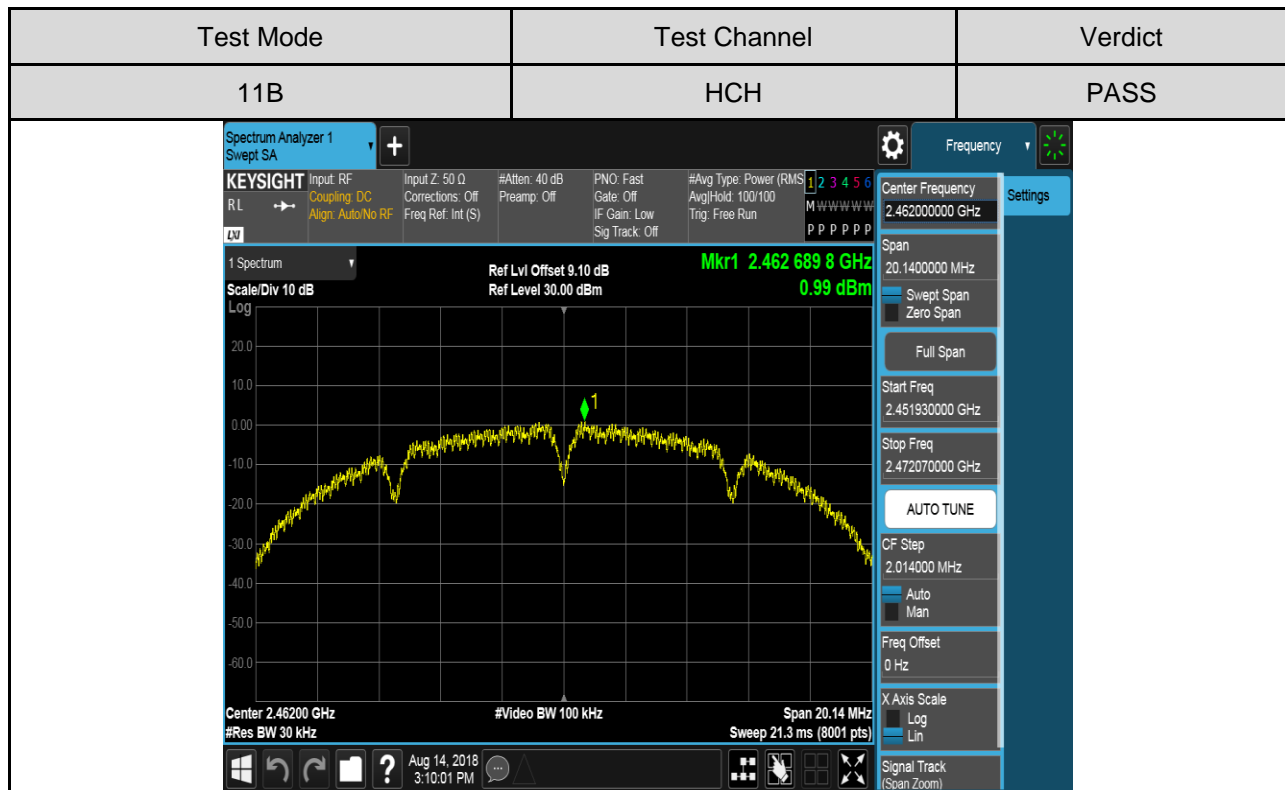 Test Mode Test Channel Verdict
11B HCH PASS
Spectrum Analyzer 1
Swept SA
Frequency
KEYSIGHT
RL
LXI
Input: RF
Coupling: DC
Align: Auto/No RF
Input Z: 50 Ω
Corrections: Off
Freq Ref: Int (S)
#Atten: 40 dB
Preamp: Off
PNO: Fast
Gate: Off
IF Gain: Low
Sig Track: Off
#Avg Type: Power (RMS
Avg|Hold: 100/100
Trig: Free Run
1 2 3 4 5 6
M W W W W W
P P P P P P
1 Spectrum
Scale/Div 10 dB
Ref Lvl Offset 9.10 dB
Ref Level 30.00 dBm
Mkr1 2.462 689 8 GHz
0.99 dBm
Log
20.0
10.0
0.00
-10.0
-20.0
-30.0
-40.0
-50.0
-60.0
1
Center 2.46200 GHz
#Res BW 30 kHz
#Video BW 100 kHz
Span 20.14 MHz
Sweep 21.3 ms (8001 pts)
Aug 14, 2018
3:10:01 PM
Center Frequency
2.462000000 GHz
Settings
Span
20.1400000 MHz
Swept Span
Zero Span
Full Span
Start Freq
2.451930000 GHz
Stop Freq
2.472070000 GHz
AUTO TUNE
CF Step
2.014000 MHz
Auto
Man
Freq Offset
0 Hz
X Axis Scale
Log
Lin
Signal Track
(Span Zoom)